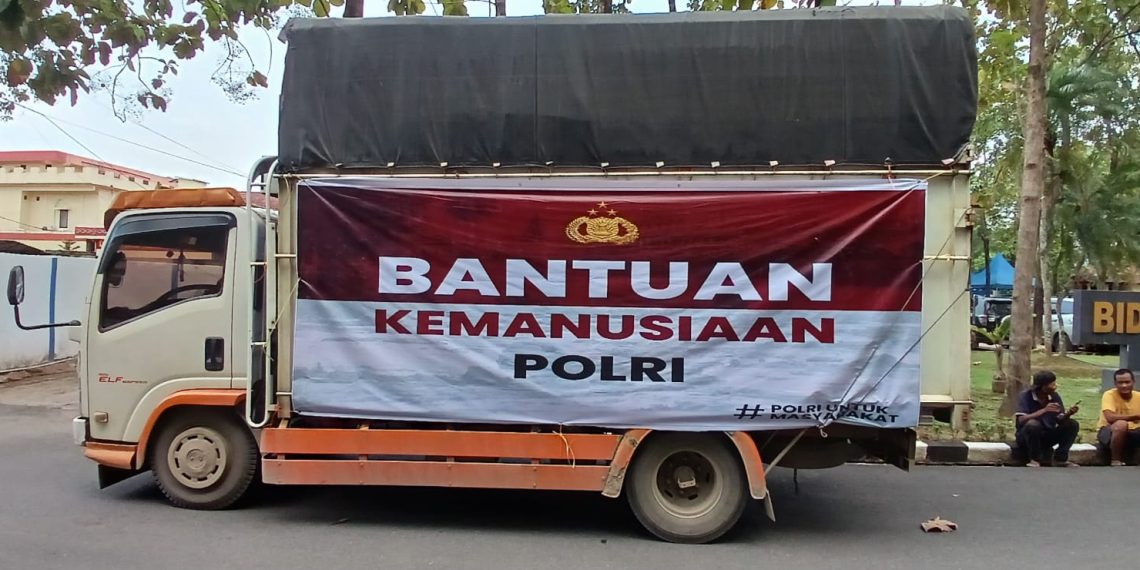 BANTUAN
KEMANUSIAAN
POLRI
# POLRI UNTUK
MASYARAKAT
ELF
BID